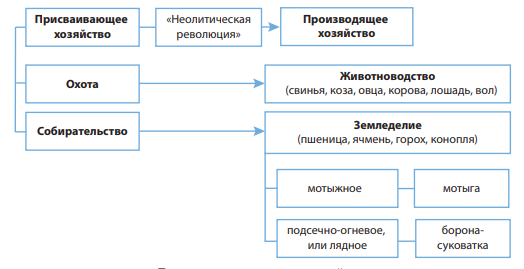 Присваивающее
хозяйство
«Неолитическая
революция»
Производящее
хозяйство
Охота
Животноводство
(свинья, коза, овца, корова, лошадь, вол)
Собирательство
Земледелие
(пшеница, ячмень, горох, конопля)
мотыжное
мотыга
подсечно-огневое,
или лядное
борона-
суковатка